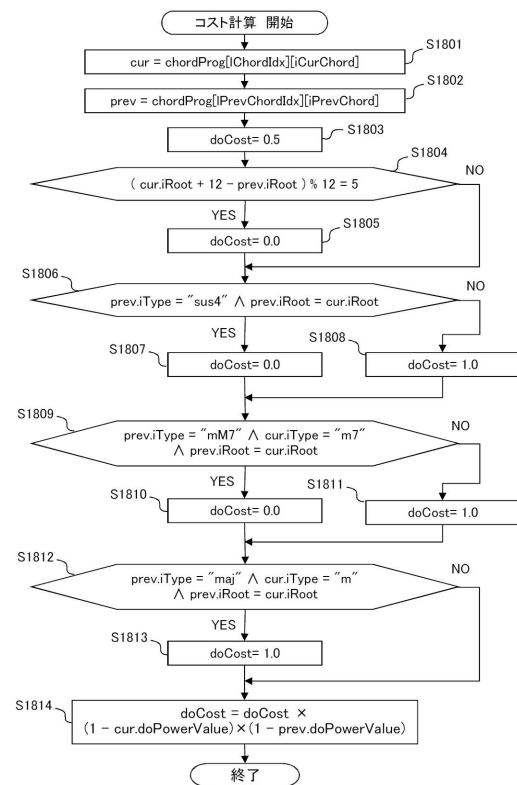 コスト計算 開始
S1801
cur = chordProg[lChordIdx][iCurChord]
S1802
prev = chordProg[lPrevChordIdx][iPrevChord]
S1803
doCost= 0.5
S1804
( cur.iRoot + 12 - prev.iRoot ) % 12 = 5
NO
YES
S1805
doCost= 0.0
S1806
prev.iType = "sus4" ∧ prev.iRoot = cur.iRoot
NO
YES
S1807
doCost= 0.0
S1808
doCost= 1.0
S1809
prev.iType = "mM7" ∧ cur.iType = "m7"
∧ prev.iRoot = cur.iRoot
NO
YES
S1810
doCost= 0.0
S1811
doCost= 1.0
S1812
prev.iType = "maj" ∧ cur.iType = "m"
∧ prev.iRoot = cur.iRoot
NO
YES
S1813
doCost= 1.0
S1814
doCost = doCost ×
(1 - cur.doPowerValue)×(1 - prev.doPowerValue)
終了